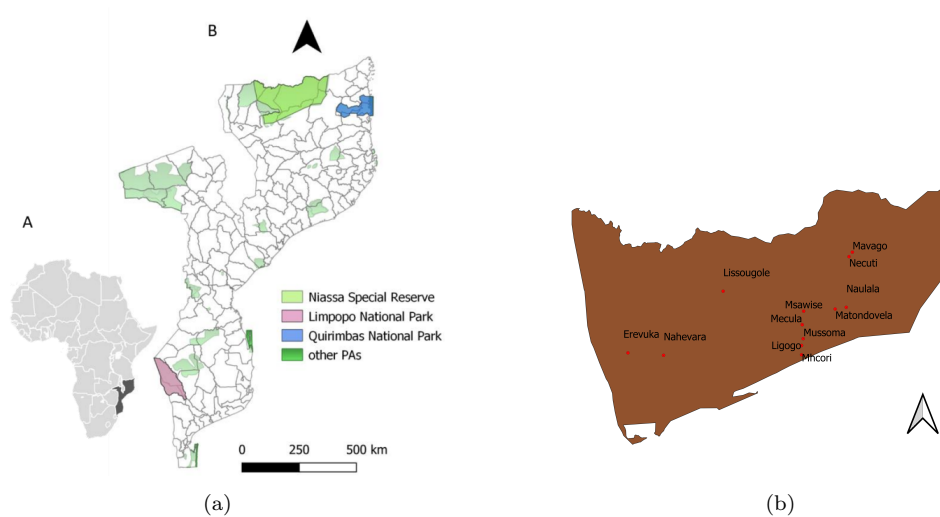 B
A
Niassa Special Reserve
Limpopo National Park
Quirimbas National Park
other PAs
0 250 500 km
(a)
Mavago
Necuti
Lissougole
Naulala
Msawise
Matondovela
Mecula
Mussoma
Erevuka
Nahevara
Ligogo
Mhcori
(b)